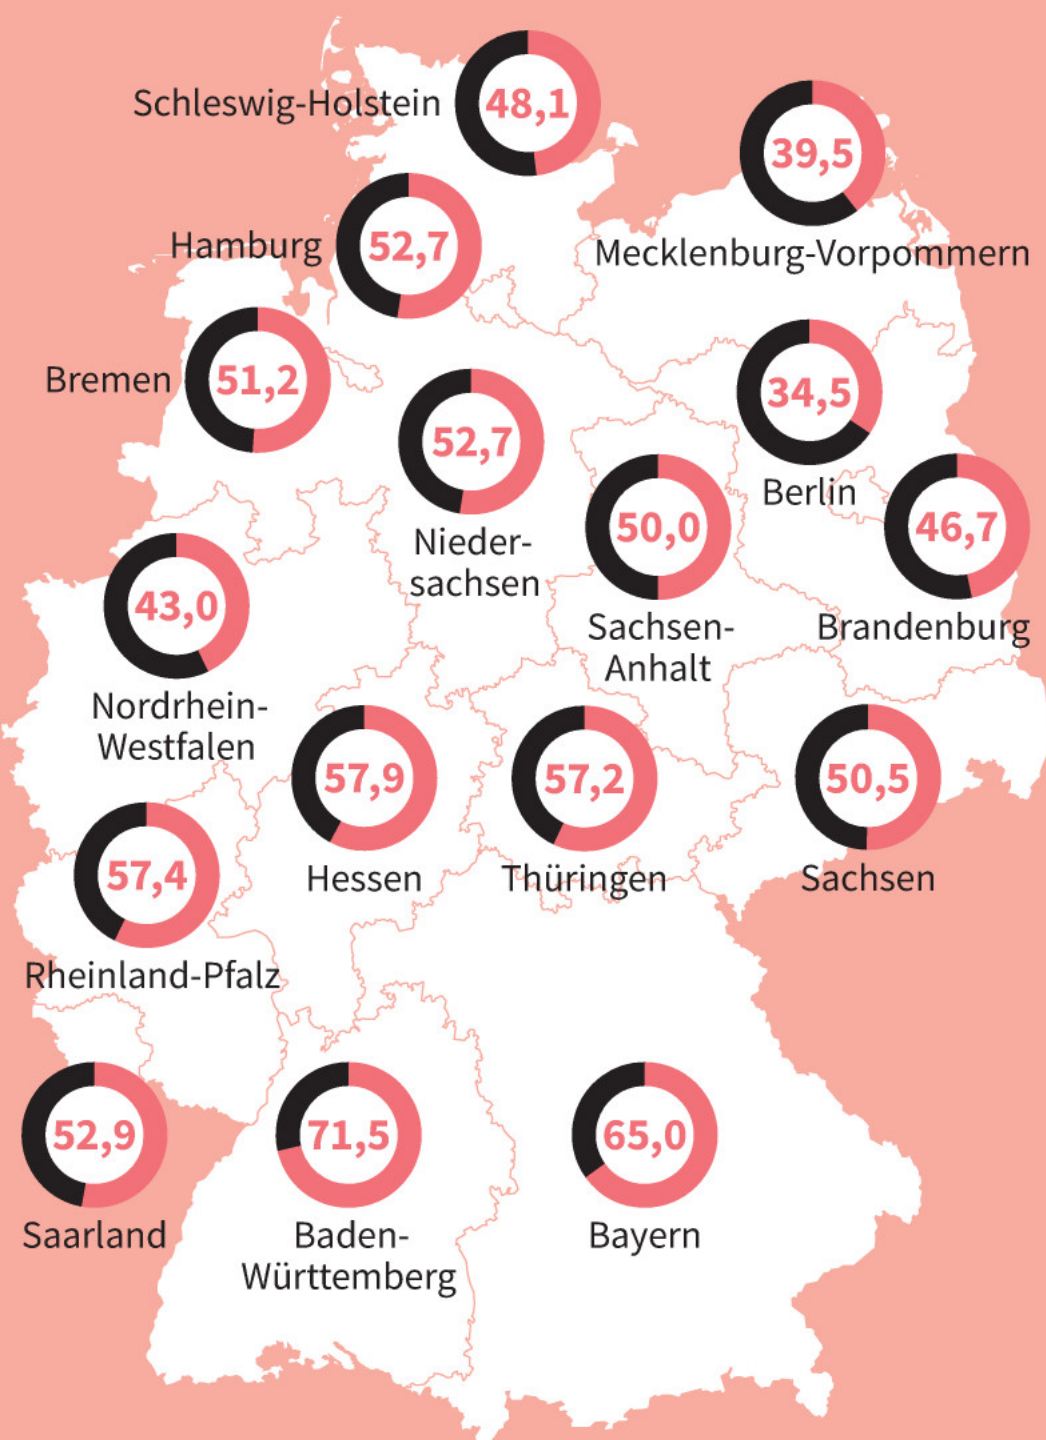 Schleswig-Holstein
48,1
39,5
Mecklenburg-Vorpommern
Hamburg
52,7
Bremen
51,2
34,5
Berlin
52,7
Nieder-
sachsen
50,0
Sachsen-
Anhalt
46,7
Brandenburg
43,0
Nordrhein-
Westfalen
57,9
Hessen
57,2
Thüringen
50,5
Sachsen
57,4
Rheinland-Pfalz
52,9
Saarland
71,5
Baden-
Württemberg
65,0
Bayern